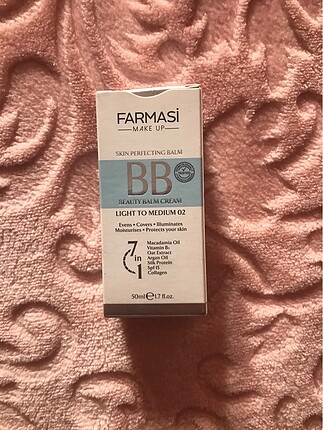 FARMASİ
MAKE UP
SKIN PERFECTING BALM
BB
BEAUTY BALM CREAM
LIGHT TO MEDIUM 02
Evens • Covers • Illuminates
Moisturises • Protects your skin
7 in 1
Macadamia Oil
Vitamin B5
Oat Extract
Argan Oil
Silk Protein
Spf 15
Collagen
50ml e 1.7 fl oz.